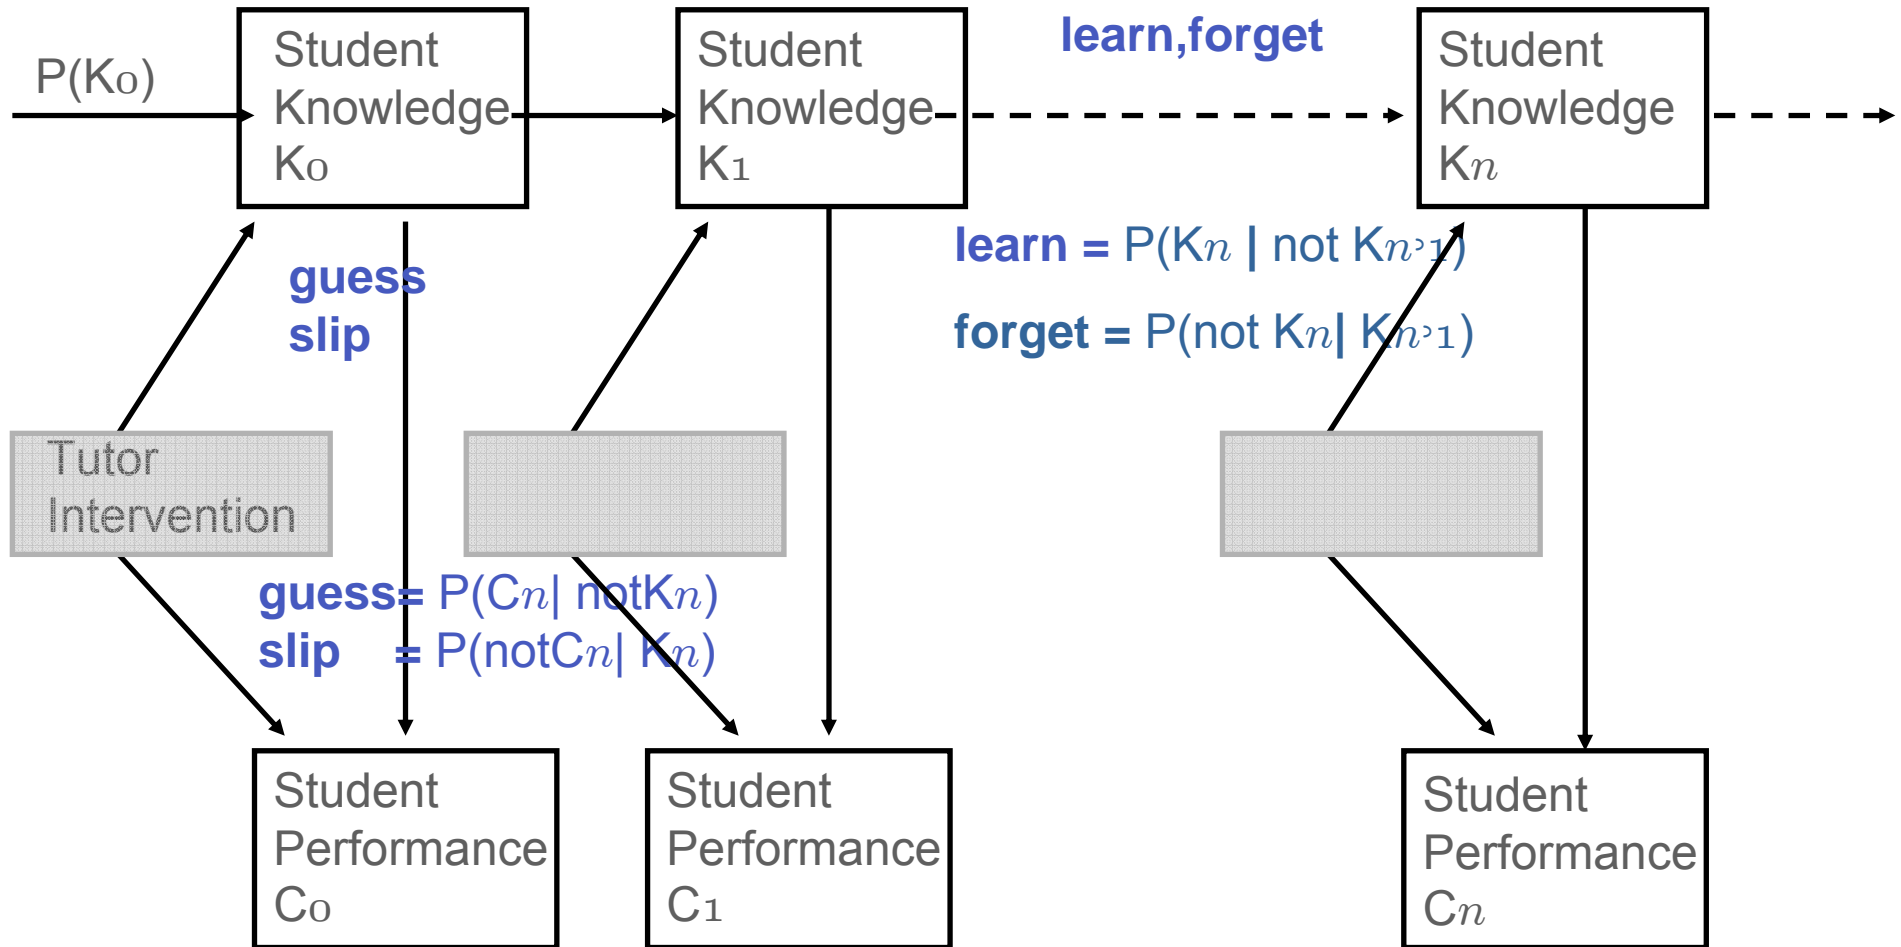 P(K0)
Student
Knowledge
K0
Student
Knowledge
K1
learn,forget
Student
Knowledge
Kn
guess
slip
learn = P(Kn | not Kn˒1)
forget = P(not Kn| Kn˒1)
Tutor
Intervention
guess= P(Cn| notKn)
slip = P(notCn| Kn)
Student
Performance
C0
Student
Performance
C1
Student
Performance
Cn